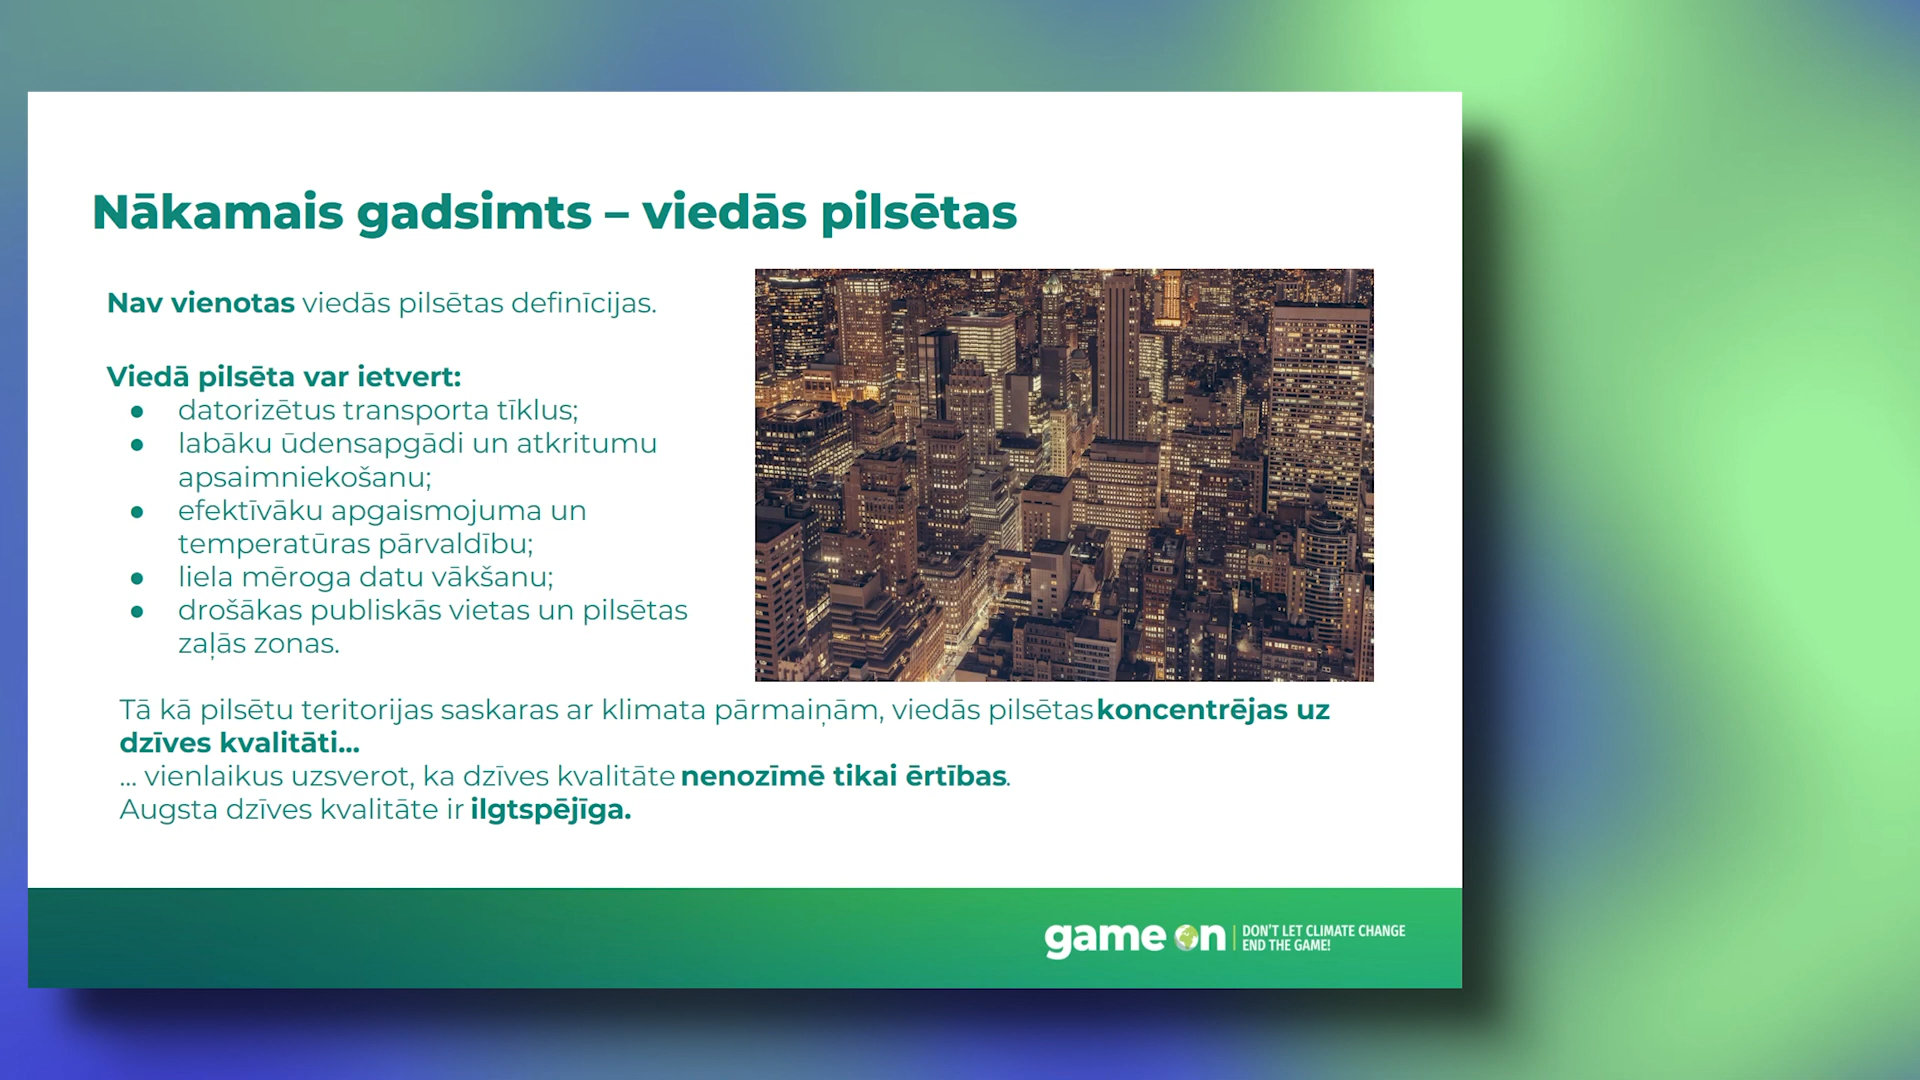 Nākamais gadsimts – viedās pilsētas
Nav vienotas viedās pilsētas definīcijas.
Viedā pilsēta var ietvert:
● datorizētus transporta tīklus;
● labāku ūdensapgādi un atkritumu
apsaimniekošanu;
● efektīvāku apgaismojuma un
temperatūras pārvaldību;
● liela mēroga datu vākšanu;
● drošākas publiskās vietas un pilsētas
zaļās zonas.
Tā kā pilsētu teritorijas saskaras ar klimata pārmaiņām, viedās pilsētas koncentrējas uz
dzīves kvalitāti...
... vienlaikus uzsverot, ka dzīves kvalitāte nenozīmē tikai ērtības.
Augsta dzīves kvalitāte ir ilgtspējīga.
game on
DON'T LET CLIMATE CHANGE
END THE GAME!